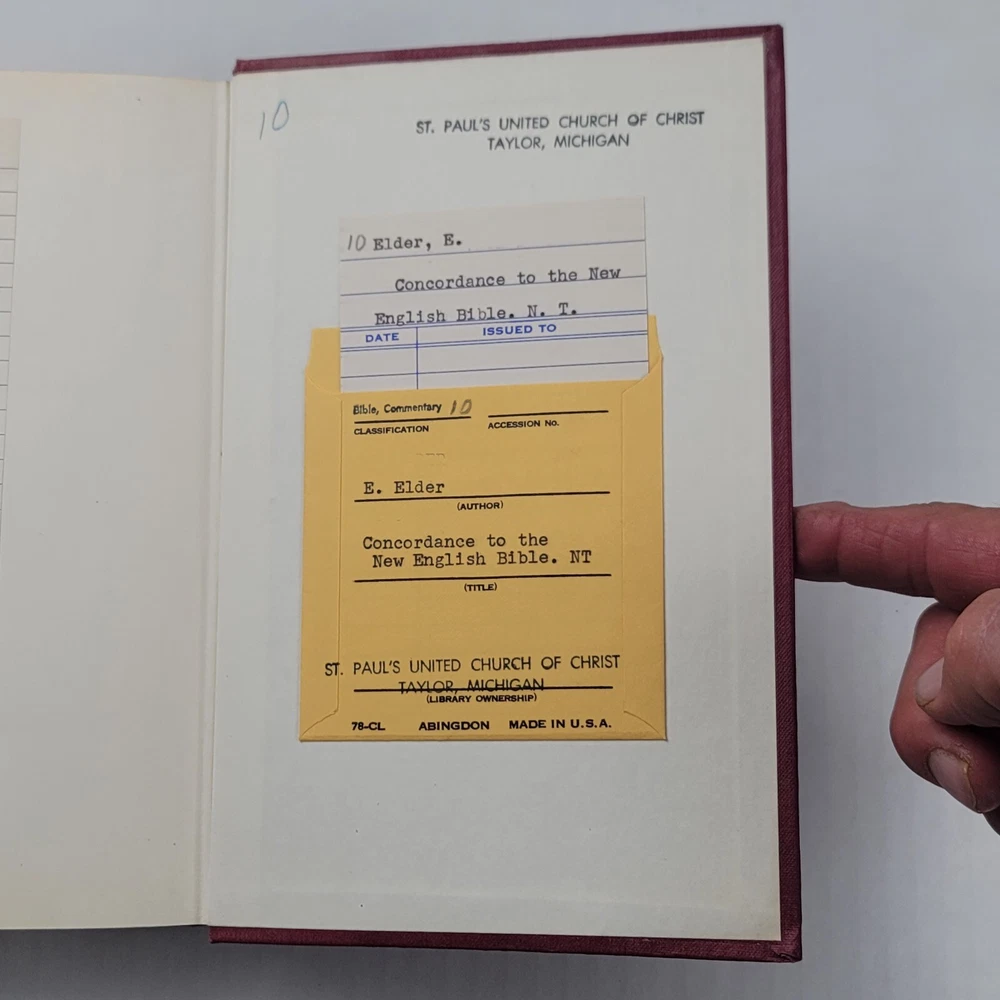 10
ST. PAUL'S UNITED CHURCH OF CHRIST
TAYLOR, MICHIGAN
10 Elder, E.
Concordance to the New
English Bible. N. T.
DATE ISSUED TO
Bible, Commentary 10
CLASSIFICATION ACCESSION No.
E. Elder
(AUTHOR)
Concordance to the
New English Bible. NT
(TITLE)
ST. PAUL'S UNITED CHURCH OF CHRIST
TAYLOR, MICHIGAN
(LIBRARY OWNERSHIP)
78-CL ABINGDON MADE IN U.S.A.